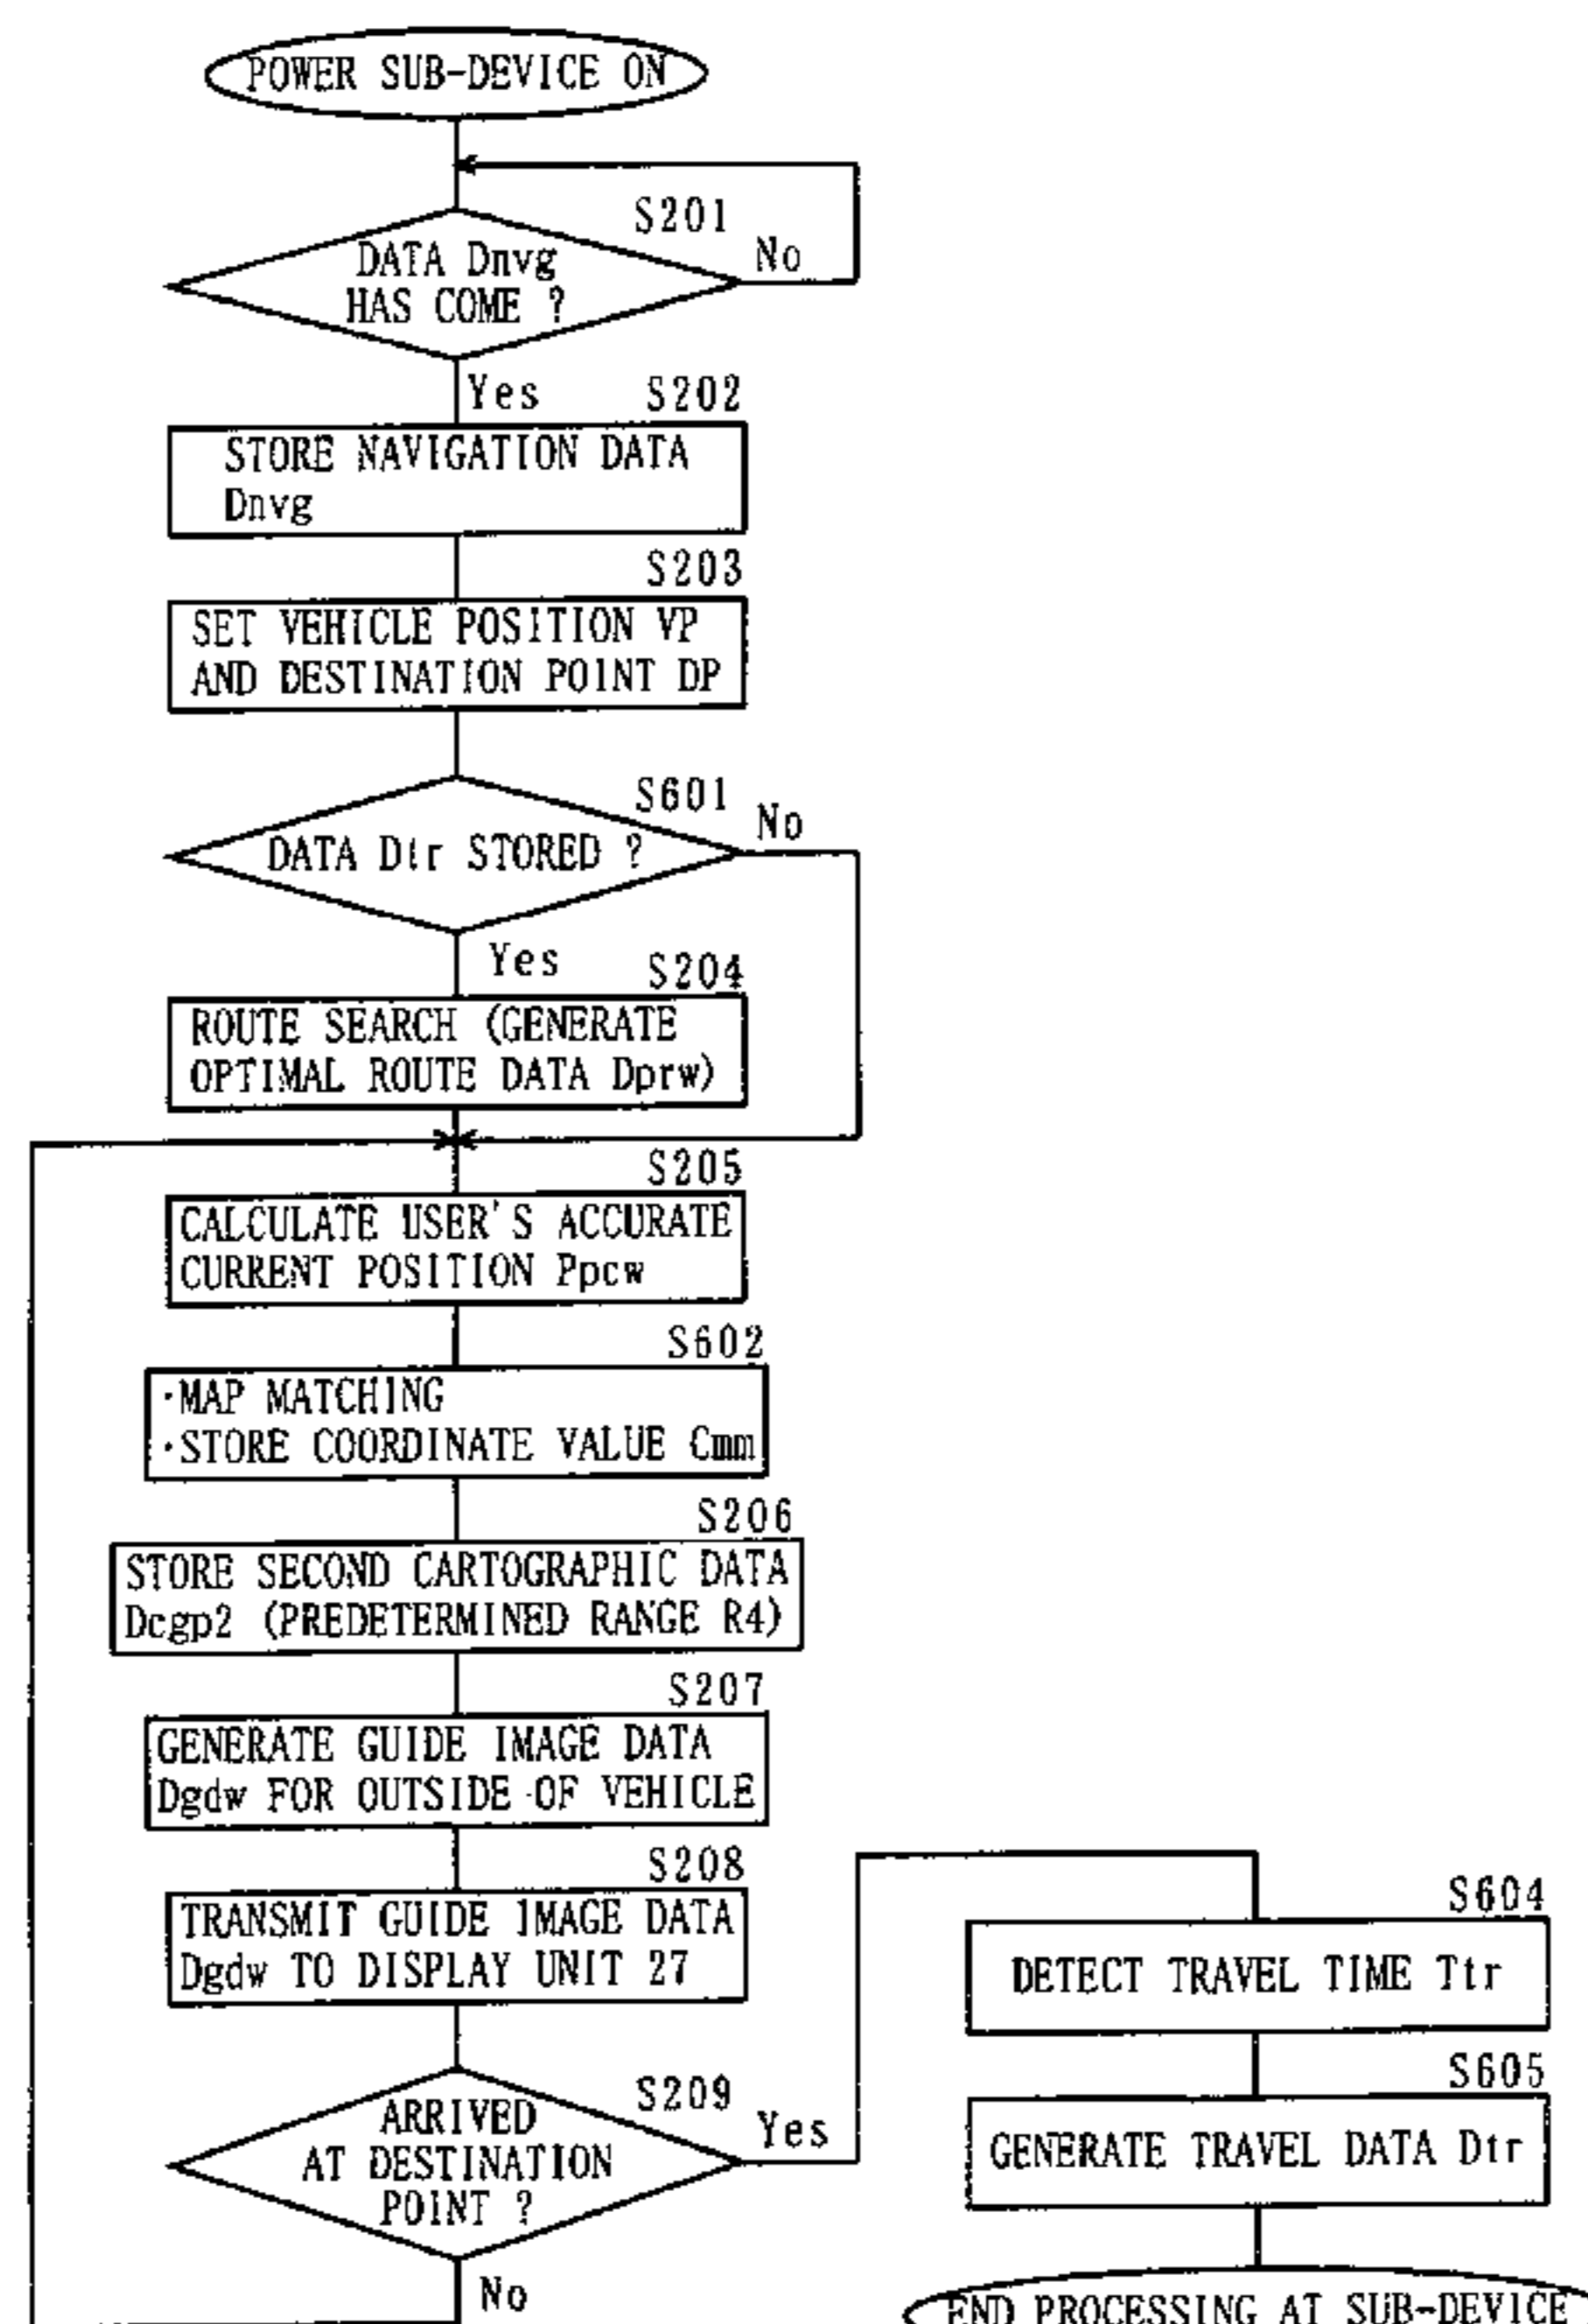 POWER SUB-DEVICE ON
S201
DATA Dnvg
HAS COME ?
No
Yes
S202
STORE NAVIGATION DATA
Dnvg
S203
SET VEHICLE POSITION VP
AND DESTINATION POINT DP
S601
DATA Dtr STORED ?
No
Yes
S204
ROUTE SEARCH (GENERATE
OPTIMAL ROUTE DATA Dprw)
S205
CALCULATE USER'S ACCURATE
CURRENT POSITION Ppcw
S602
·MAP MATCHING
·STORE COORDINATE VALUE Cmm
S206
STORE SECOND CARTOGRAPHIC DATA
Dcgp2 (PREDETERMINED RANGE R4)
S207
GENERATE GUIDE IMAGE DATA
Dgdw FOR OUTSIDE OF VEHICLE
S208
TRANSMIT GUIDE IMAGE DATA
Dgdw TO DISPLAY UNIT 27
S209
ARRIVED
AT DESTINATION
POINT ?
Yes
No
S604
DETECT TRAVEL TIME Ttr
S605
GENERATE TRAVEL DATA Dtr
END PROCESSING AT SUB-DEVICE